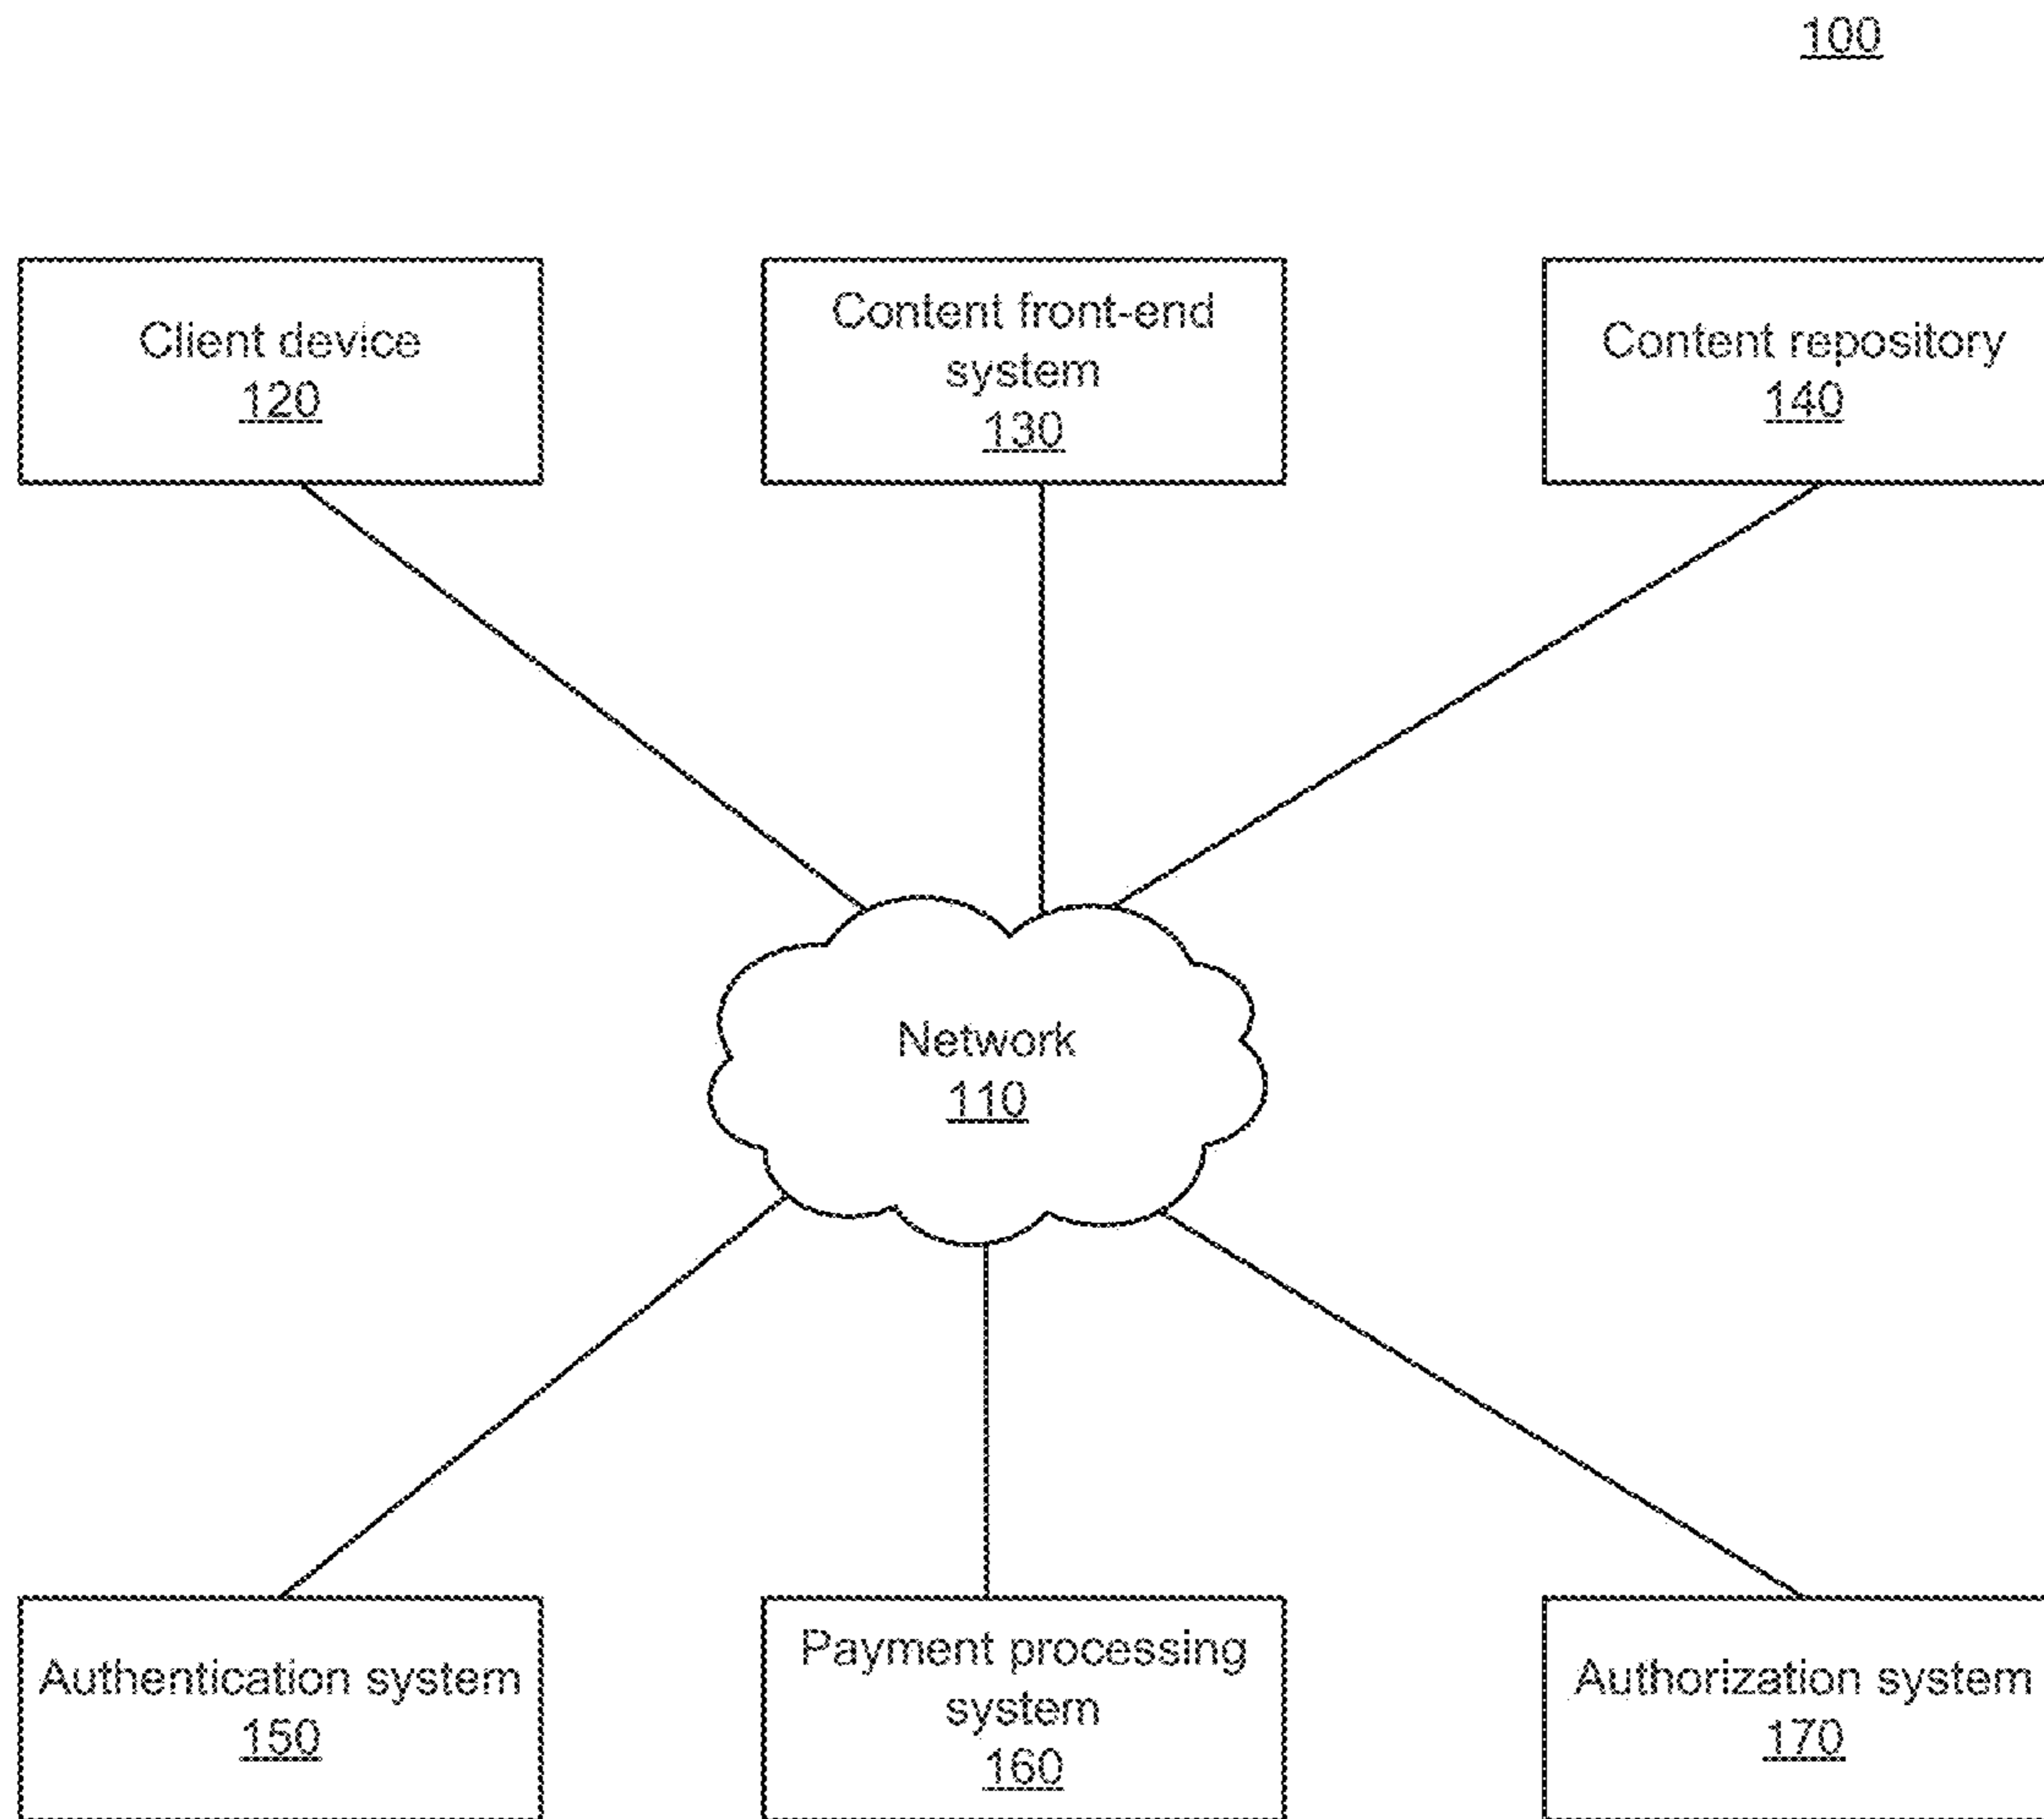 100
Client device
120
Content front-end
system
130
Content repository
140
Network
110
Authentication system
150
Payment processing
system
160
Authorization system
170